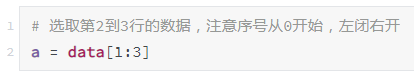 1 # 选取第2到3行的数据，注意序号从0开始，左闭右开
2 a = data[1:3]